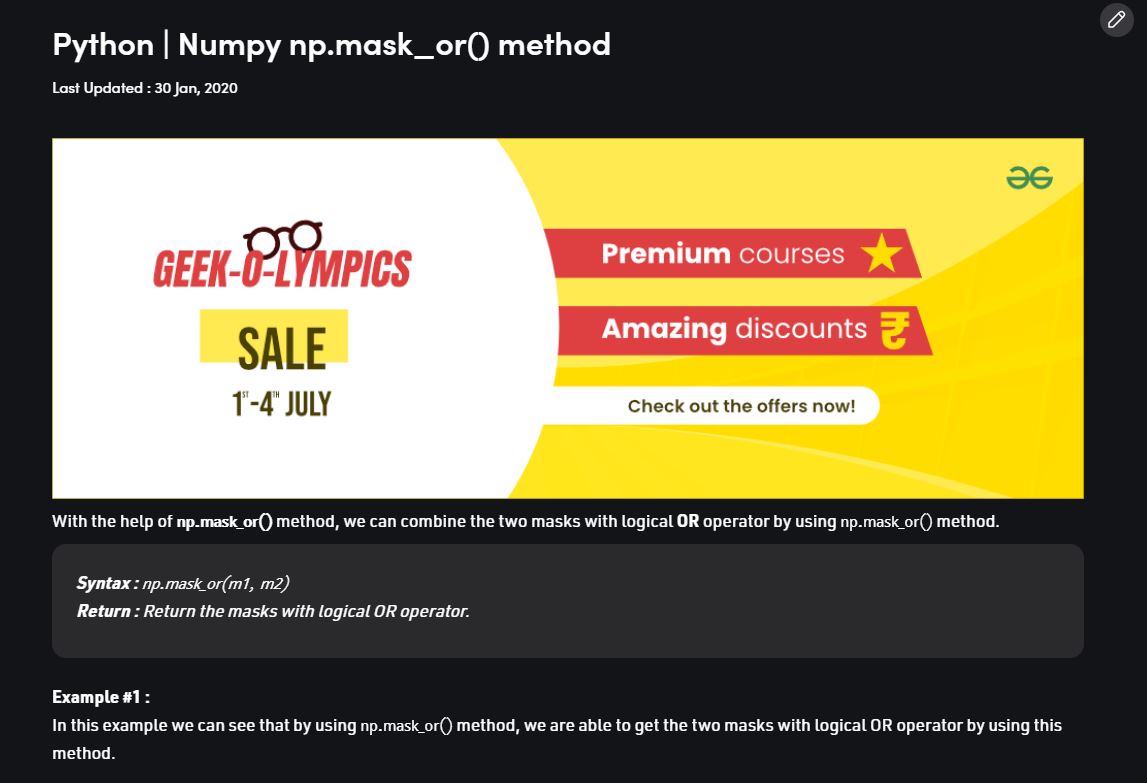 Python | Numpy np.mask_or() method
Last Updated : 30 Jan, 2020
GEEK-O-LYMPICS
SALE
1ST-4TH JULY
Premium courses
Amazing discounts ₹
Check out the offers now!
With the help of np.mask_or() method, we can combine the two masks with logical OR operator by using np.mask_or() method.
Syntax : np.mask_or(m1, m2)
Return : Return the masks with logical OR operator.
Example #1 :
In this example we can see that by using np.mask_or() method, we are able to get the two masks with logical OR operator by using this
method.